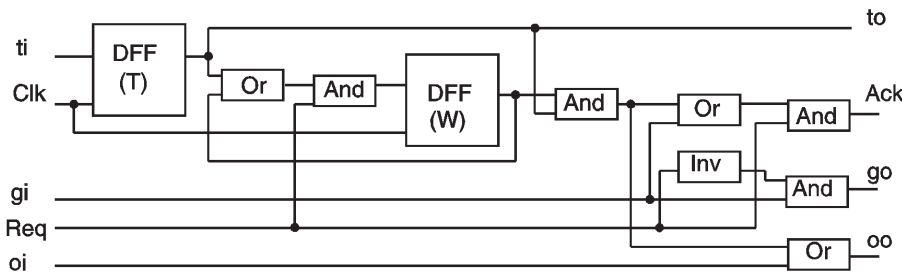 to
ti
DFF
(T)
Clk
Or
And
DFF
(W)
And
Or
And
Ack
Inv
gi
And
go
Req
oi
Or
oo